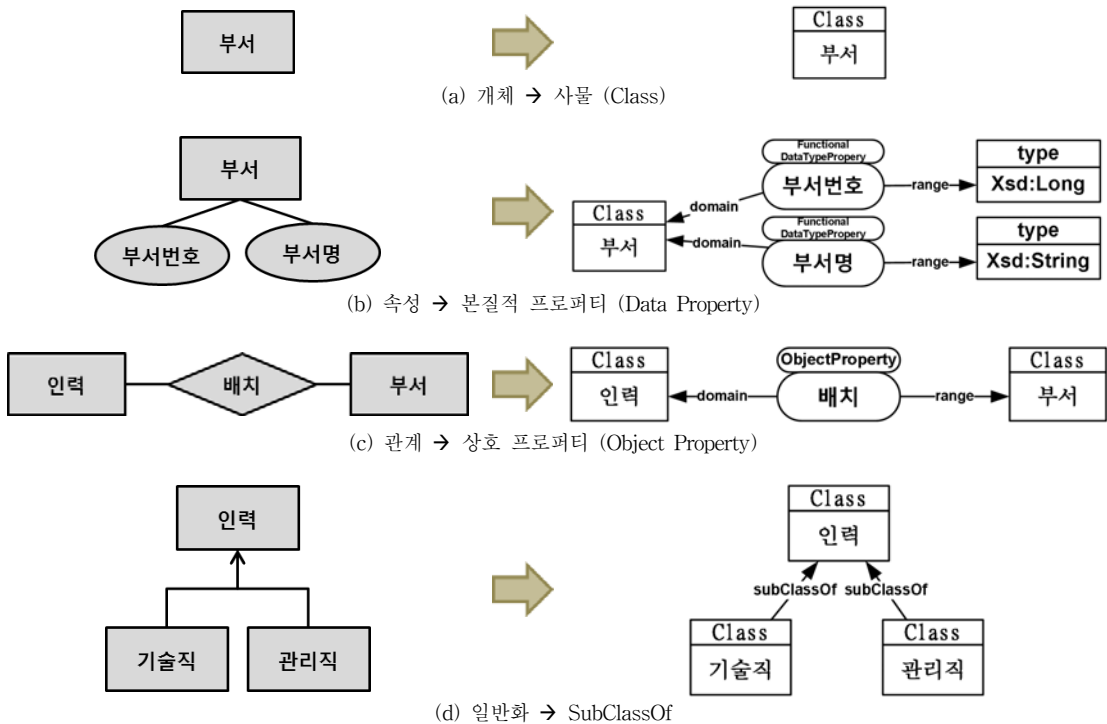 부서
Class
부서
(a) 개체 → 사물 (Class)
부서
부서번호
부서명
Class
부서
domain
domain
Functional
DataTypePropery
부서번호
range
type
Xsd:Long
Functional
DataTypePropery
부서명
range
type
Xsd:String
(b) 속성 → 본질적 프로퍼티 (Data Property)
인력
배치
부서
Class
인력
domain
ObjectProperty
배치
range
Class
부서
(c) 관계 → 상호 프로퍼티 (Object Property)
인력
기술직
관리직
Class
인력
subClassOf subClassOf
Class
기술직
Class
관리직
(d) 일반화 → SubClassOf